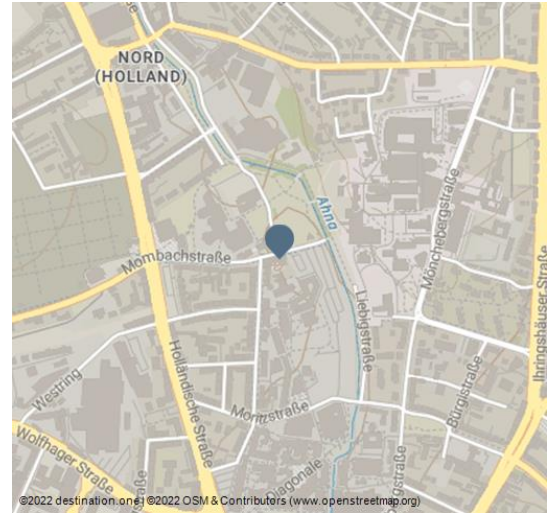 NORD
(HOLLAND)
Ahna
Mönchebergstraße
Ihringshäuser Straße
Mombachstraße
Liebigstraße
Holländische Straße
Westring
Bürgistraße
Moritzstraße
Wolfhager Straße
Diagonale
©2022 destination.one | ©2022 OSM & Contributors (www.openstreetmap.org)